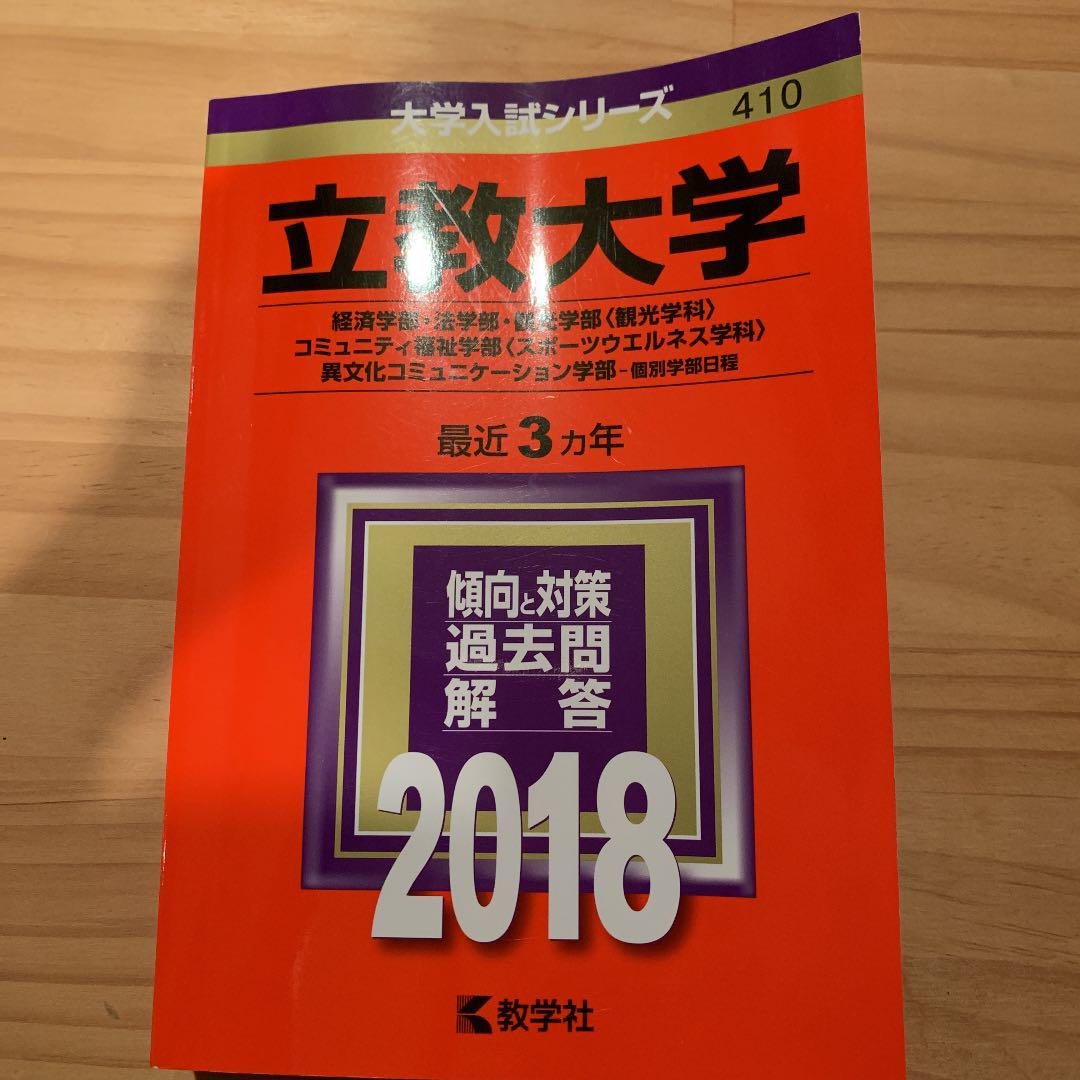 大学入試シリーズ 410
立教大学
経済学部・法学部・観光学部〈観光学科〉
コミュニティ福祉学部〈スポーツウエルネス学科〉
異文化コミュニケーション学部－個別学部日程
最近3カ年
傾向と対策
過去問
解答
2018
教学社